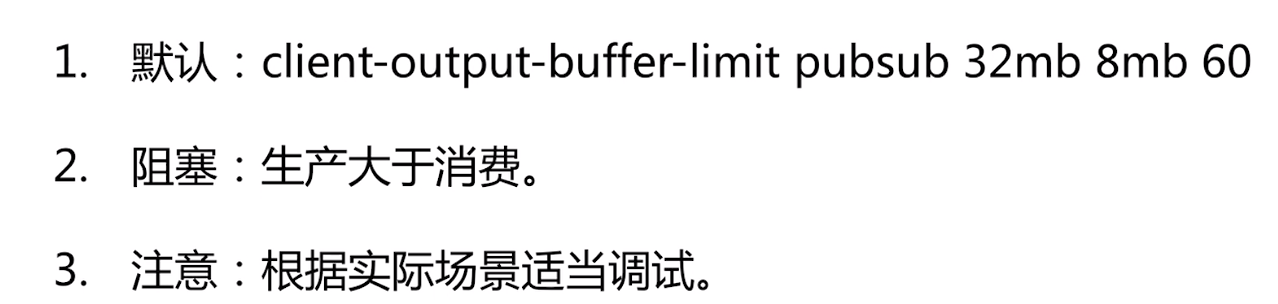 1. 默认：client-output-buffer-limit pubsub 32mb 8mb 60
2. 阻塞：生产大于消费。
3. 注意：根据实际场景适当调试。